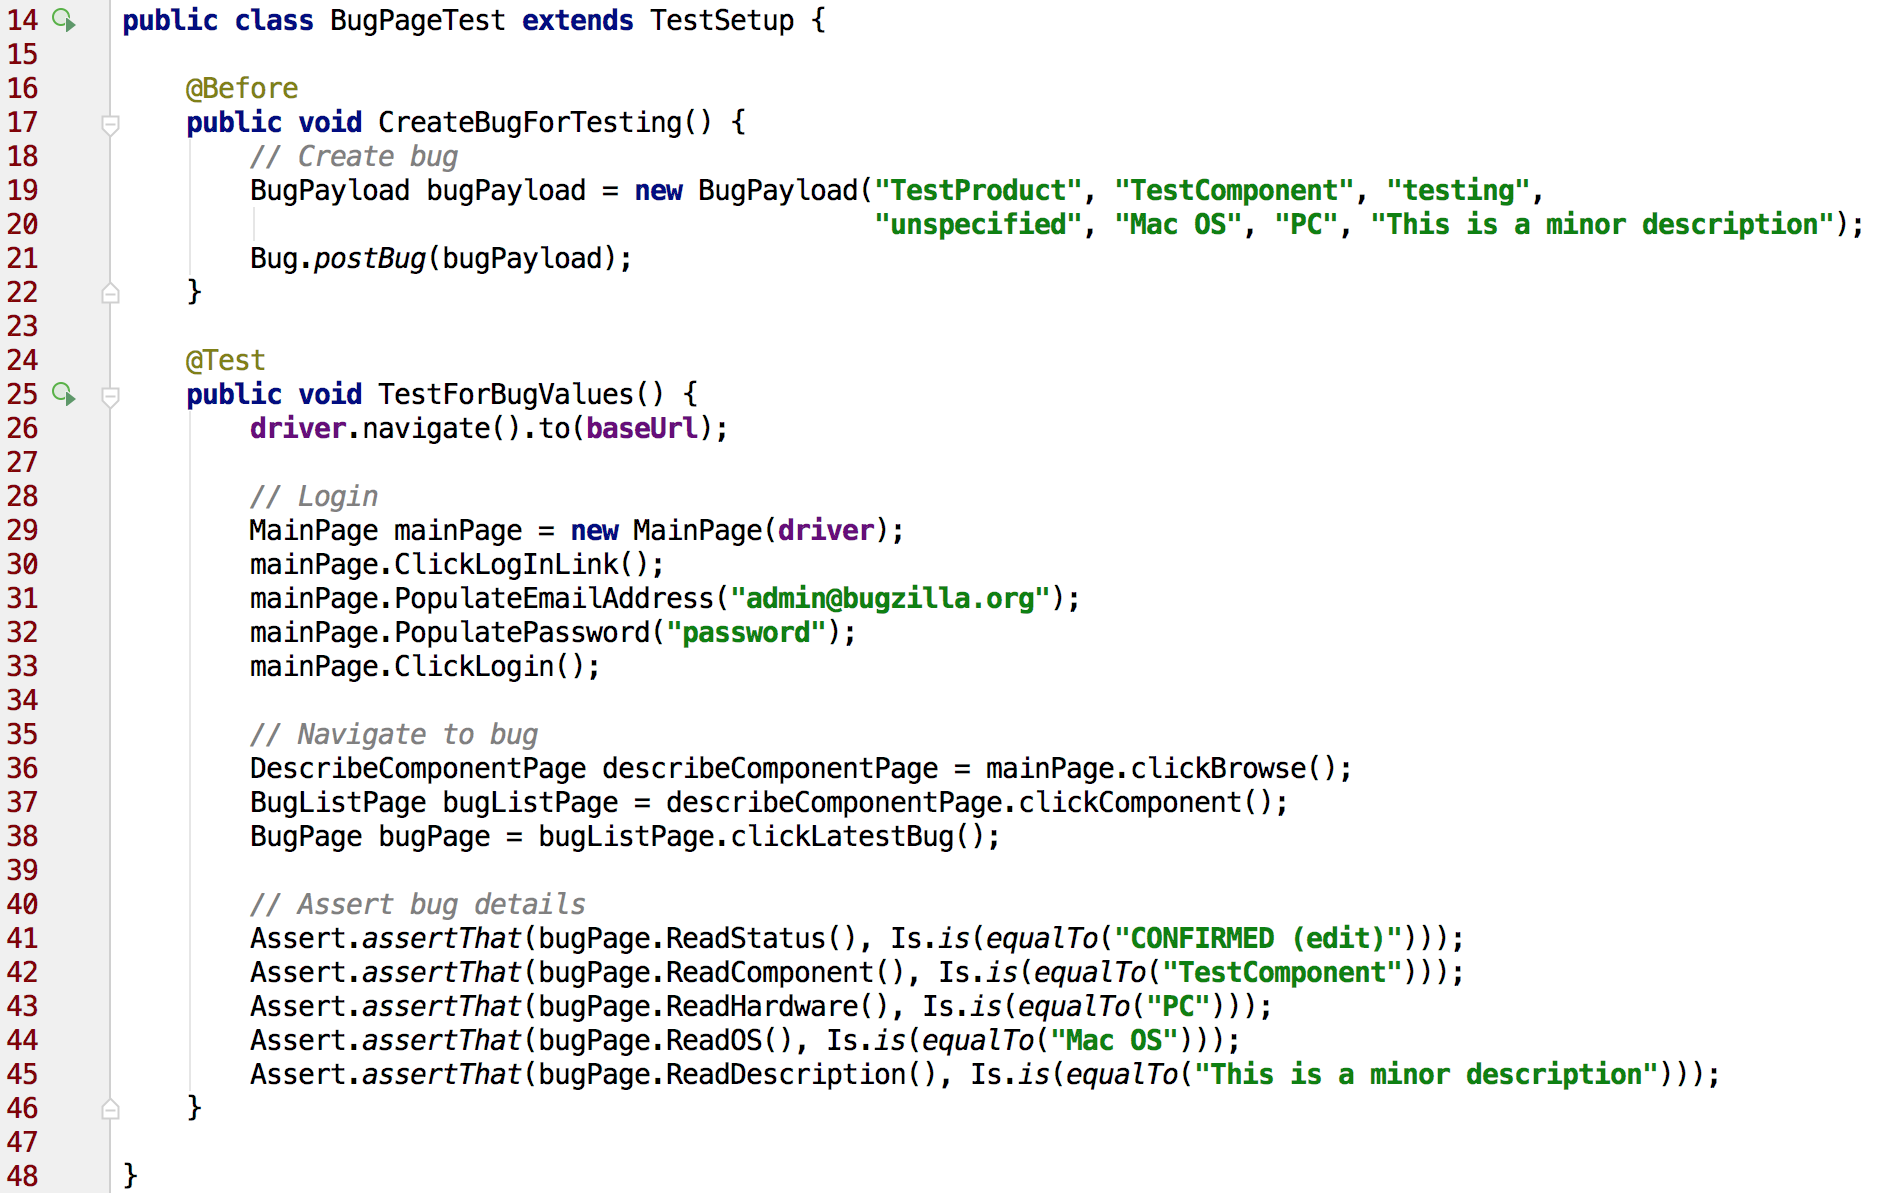 14 public class BugPageTest extends TestSetup {
15
16     @Before
17     public void CreateBugForTesting() {
18         // Create bug
19         BugPayload bugPayload = new BugPayload("TestProduct", "TestComponent", "testing",
20                                                "unspecified", "Mac OS", "PC", "This is a minor description");
21         Bug.postBug(bugPayload);
22     }
23
24     @Test
25     public void TestForBugValues() {
26         driver.navigate().to(baseUrl);
27
28         // Login
29         MainPage mainPage = new MainPage(driver);
30         mainPage.ClickLogInLink();
31         mainPage.PopulateEmailAddress("admin@bugzilla.org");
32         mainPage.PopulatePassword("password");
33         mainPage.ClickLogin();
34
35         // Navigate to bug
36         DescribeComponentPage describeComponentPage = mainPage.clickBrowse();
37         BugListPage bugListPage = describeComponentPage.clickComponent();
38         BugPage bugPage = bugListPage.clickLatestBug();
39
40         // Assert bug details
41         Assert.assertThat(bugPage.ReadStatus(), Is.is(equalTo("CONFIRMED (edit)")));
42         Assert.assertThat(bugPage.ReadComponent(), Is.is(equalTo("TestComponent")));
43         Assert.assertThat(bugPage.ReadHardware(), Is.is(equalTo("PC")));
44         Assert.assertThat(bugPage.ReadOS(), Is.is(equalTo("Mac OS")));
45         Assert.assertThat(bugPage.ReadDescription(), Is.is(equalTo("This is a minor description")));
46     }
47
48 }